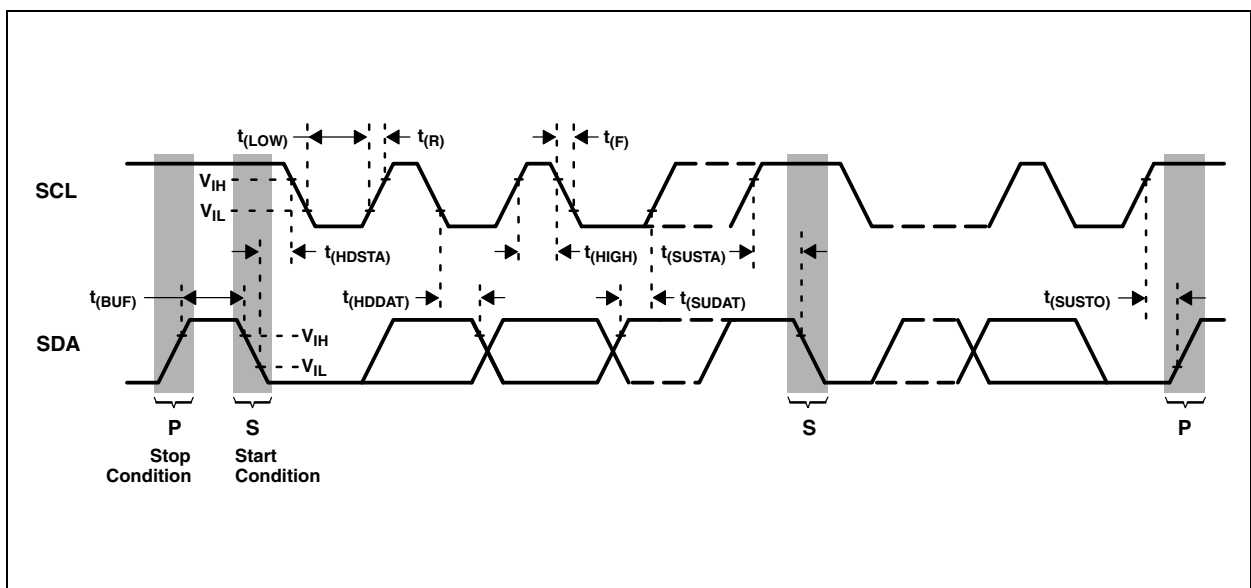 t(LOW)
t(R)
t(F)
SCL
VIH
VIL
t(HDSTA)
t(HIGH)
t(SUSTA)
t(BUF)
t(HDDAT)
t(SUDAT)
t(SUSTO)
SDA
VIH
VIL
P
S
S
P
Stop
Condition
Start
Condition